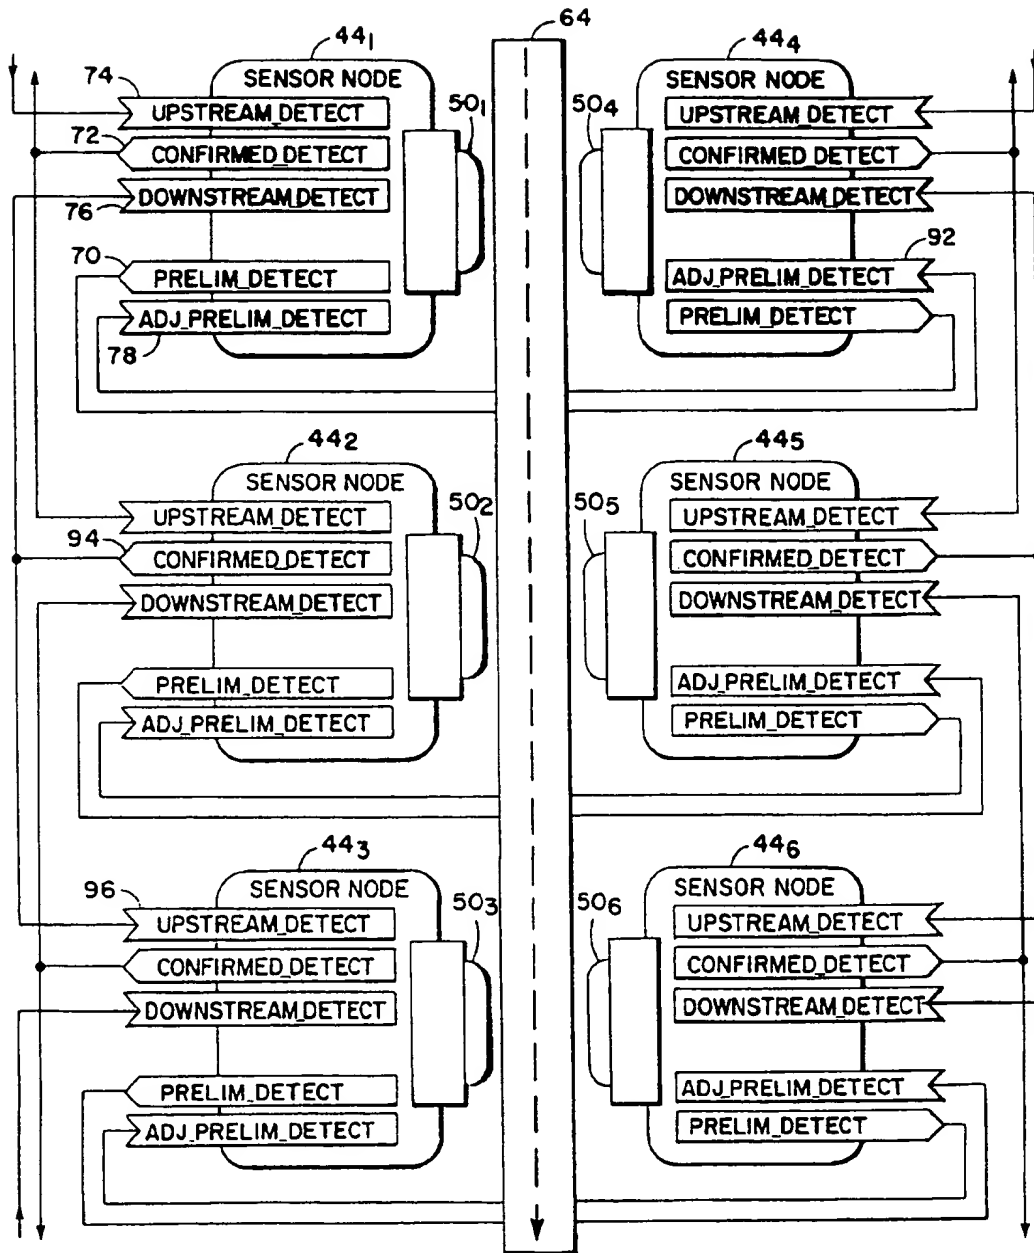 64
44₁
SENSOR NODE
74
UPSTREAM_DETECT
72
CONFIRMED_DETECT
76
DOWNSTREAM_DETECT
70
PRELIM_DETECT
78
ADJ_PRELIM_DETECT
50₁
44₄
SENSOR NODE
50₄
UPSTREAM_DETECT
CONFIRMED_DETECT
DOWNSTREAM_DETECT
92
ADJ_PRELIM_DETECT
PRELIM_DETECT
44₂
SENSOR NODE
UPSTREAM_DETECT
94
CONFIRMED_DETECT
DOWNSTREAM_DETECT
PRELIM_DETECT
ADJ_PRELIM_DETECT
50₂
44₅
SENSOR NODE
50₅
UPSTREAM_DETECT
CONFIRMED_DETECT
DOWNSTREAM_DETECT
ADJ_PRELIM_DETECT
PRELIM_DETECT
44₃
SENSOR NODE
96
UPSTREAM_DETECT
CONFIRMED_DETECT
DOWNSTREAM_DETECT
PRELIM_DETECT
ADJ_PRELIM_DETECT
50₃
44₆
SENSOR NODE
50₆
UPSTREAM_DETECT
CONFIRMED_DETECT
DOWNSTREAM_DETECT
ADJ_PRELIM_DETECT
PRELIM_DETECT